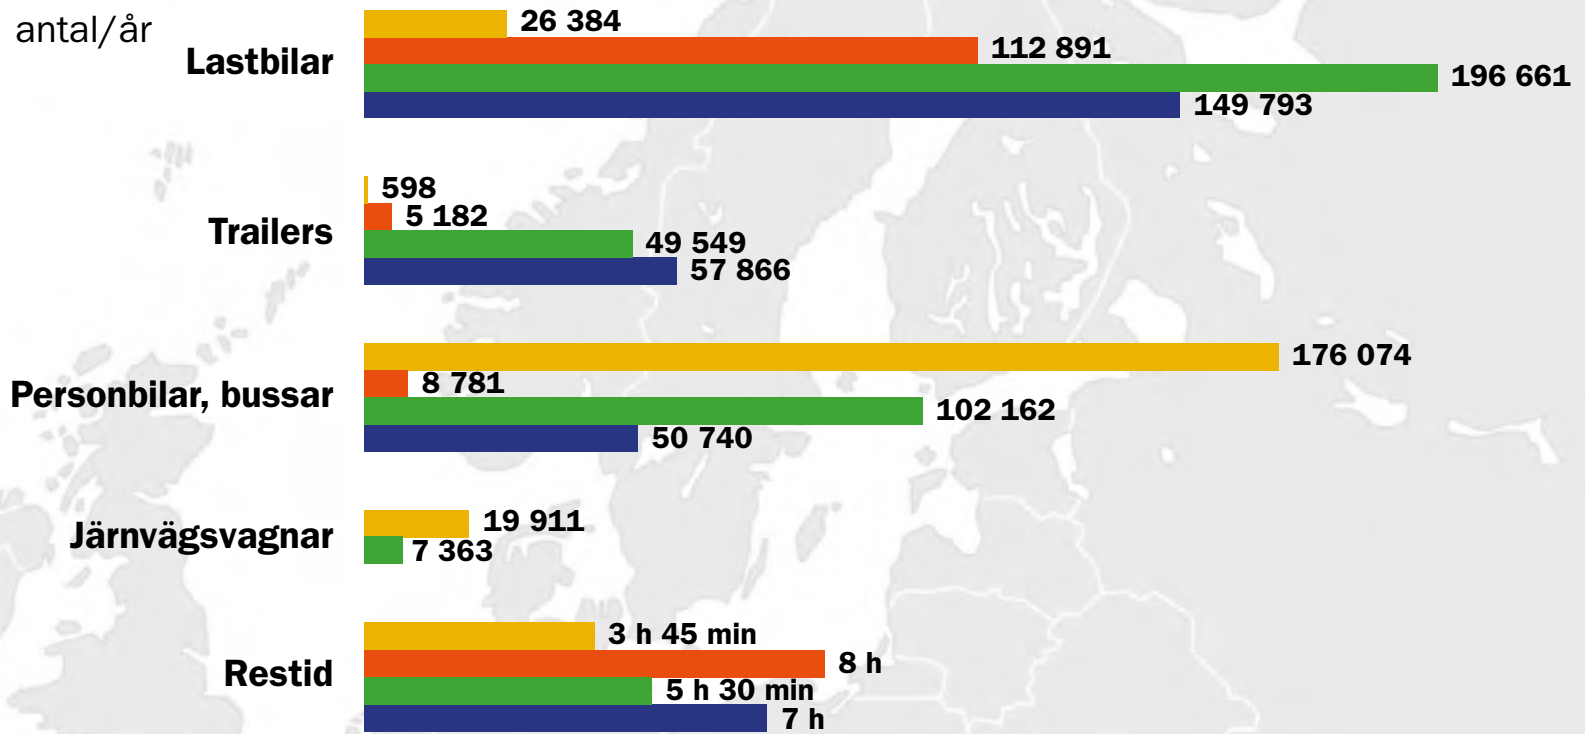 antal/år
Lastbilar
26 384
112 891
196 661
149 793
Trailers
598
5 182
49 549
57 866
Personbilar, bussar
176 074
8 781
102 162
50 740
Järnvägsvagnar
19 911
7 363
Restid
3 h 45 min
8 h
5 h 30 min
7 h